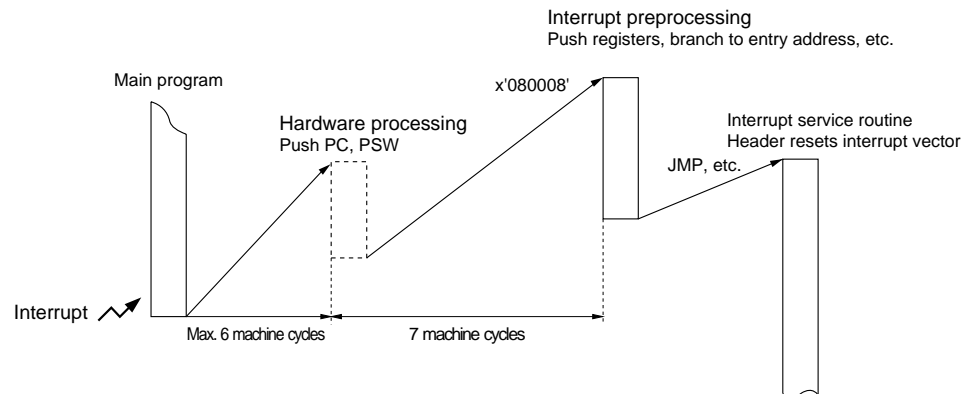 Interrupt preprocessing
Push registers, branch to entry address, etc.
Main program
x'080008'
Hardware processing
Push PC, PSW
Interrupt service routine
Header resets interrupt vector
JMP, etc.
Interrupt
Max. 6 machine cycles
7 machine cycles